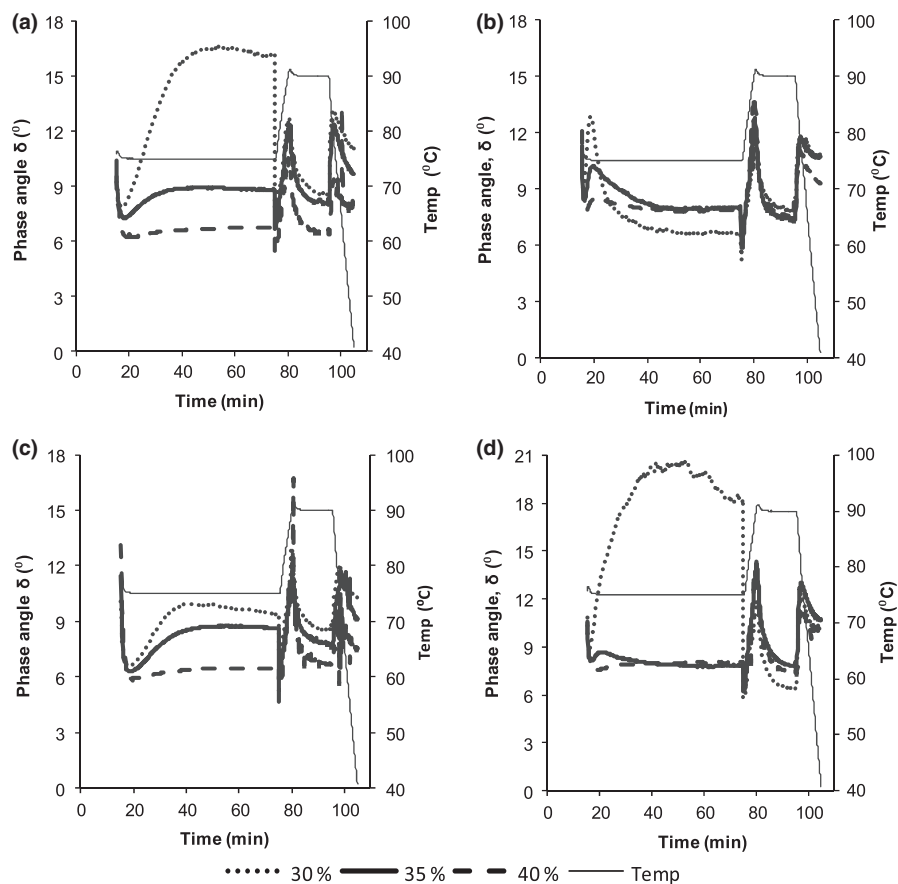 (a)
18
15
12
9
6
3
0
Phase angle δ (⁰)
100
90
80
70
60
50
40
Temp (⁰C)
0 20 40 60 80 100
Time (min)
(b)
18
15
12
9
6
3
0
Phase angle, δ (⁰)
100
90
80
70
60
50
40
Temp (⁰C)
0 20 40 60 80 100
Time (min)
(c)
18
15
12
9
6
3
0
Phase angle δ (⁰)
100
90
80
70
60
50
40
Temp (⁰C)
0 20 40 60 80 100
Time (min)
(d)
21
18
15
12
9
6
3
0
Phase angle, δ (⁰)
100
90
80
70
60
50
40
Temp (⁰C)
0 20 40 60 80 100
Time (min)
30 % 35 % 40 % Temp